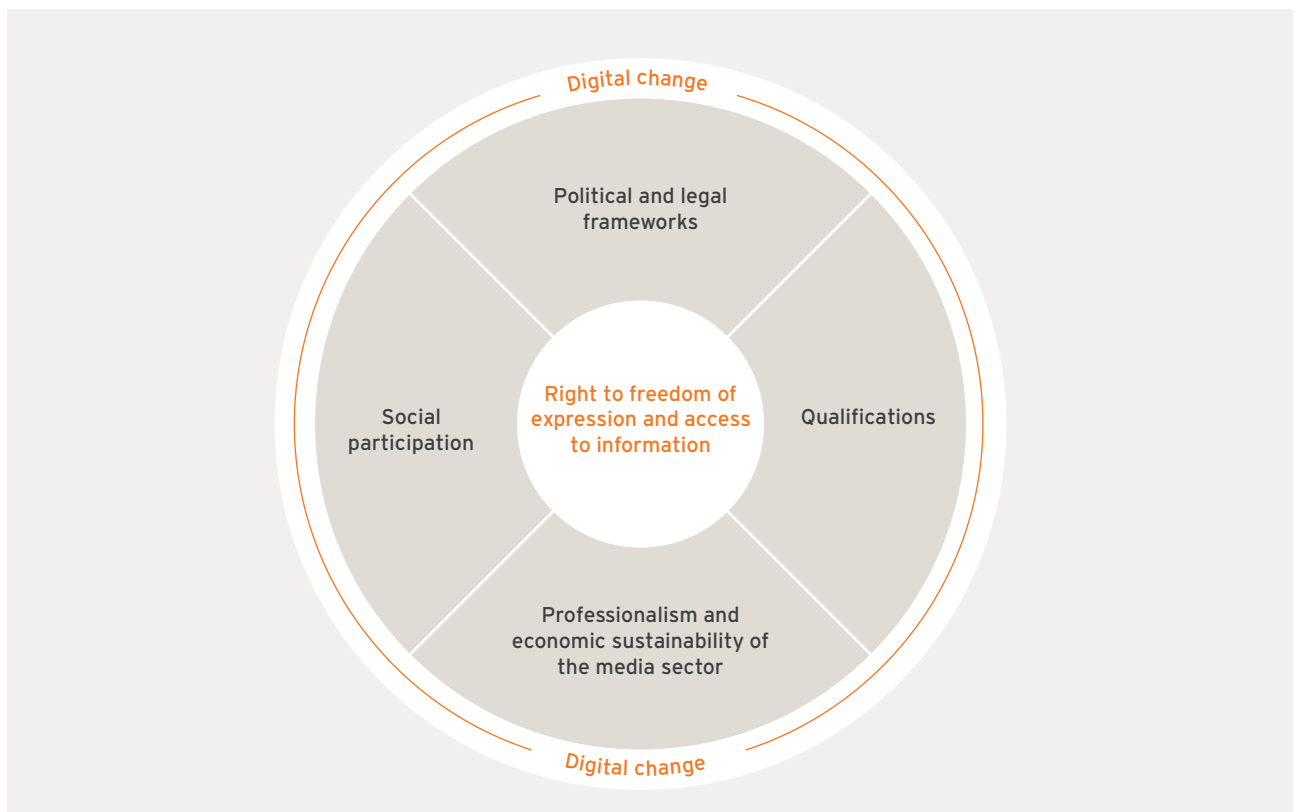 Digital change
Political and legal
frameworks
Social
participation
Right to freedom of
expression and access
to information
Qualifications
Professionalism and
economic sustainability of
the media sector
Digital change